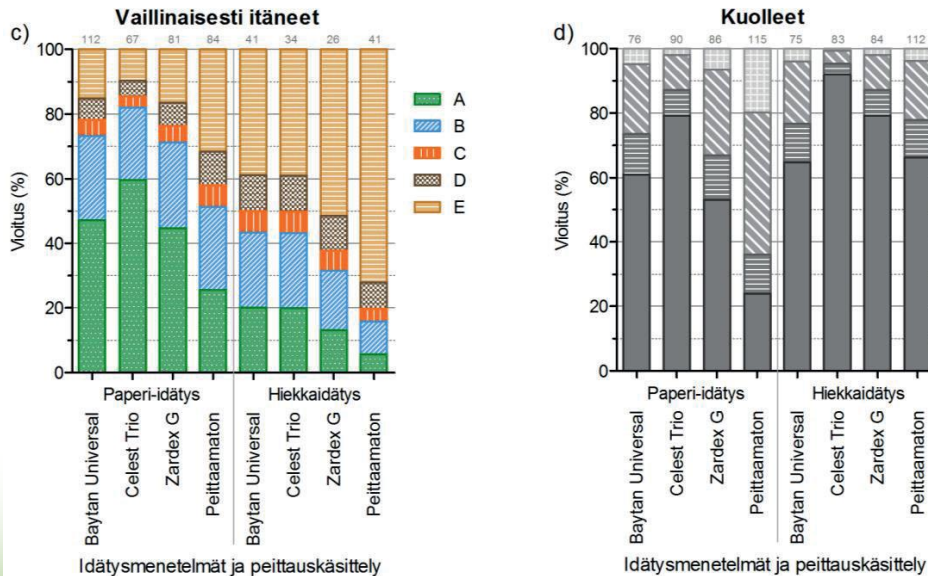 c)
Vaillinaisesti itäneet
112 67 81 84 41 34 26 41
Vioitus (%)
100
80
60
40
20
0
Paperi-idätys
Hiekkaidätys
Baytan Universal
Celest Trio
Zardex G
Peittaamaton
Baytan Universal
Celest Trio
Zardex G
Peittaamaton
Idätysmenetelmät ja peittauskäsittely
A
B
C
D
E
d)
Kuolleet
76 90 86 115 75 83 84 112
Vioitus (%)
100
80
60
40
20
0
Paperi-idätys
Hiekkaidätys
Baytan Universal
Celest Trio
Zardex G
Peittaamaton
Baytan Universal
Celest Trio
Zardex G
Peittaamaton
Idätysmenetelmät ja peittauskäsittely